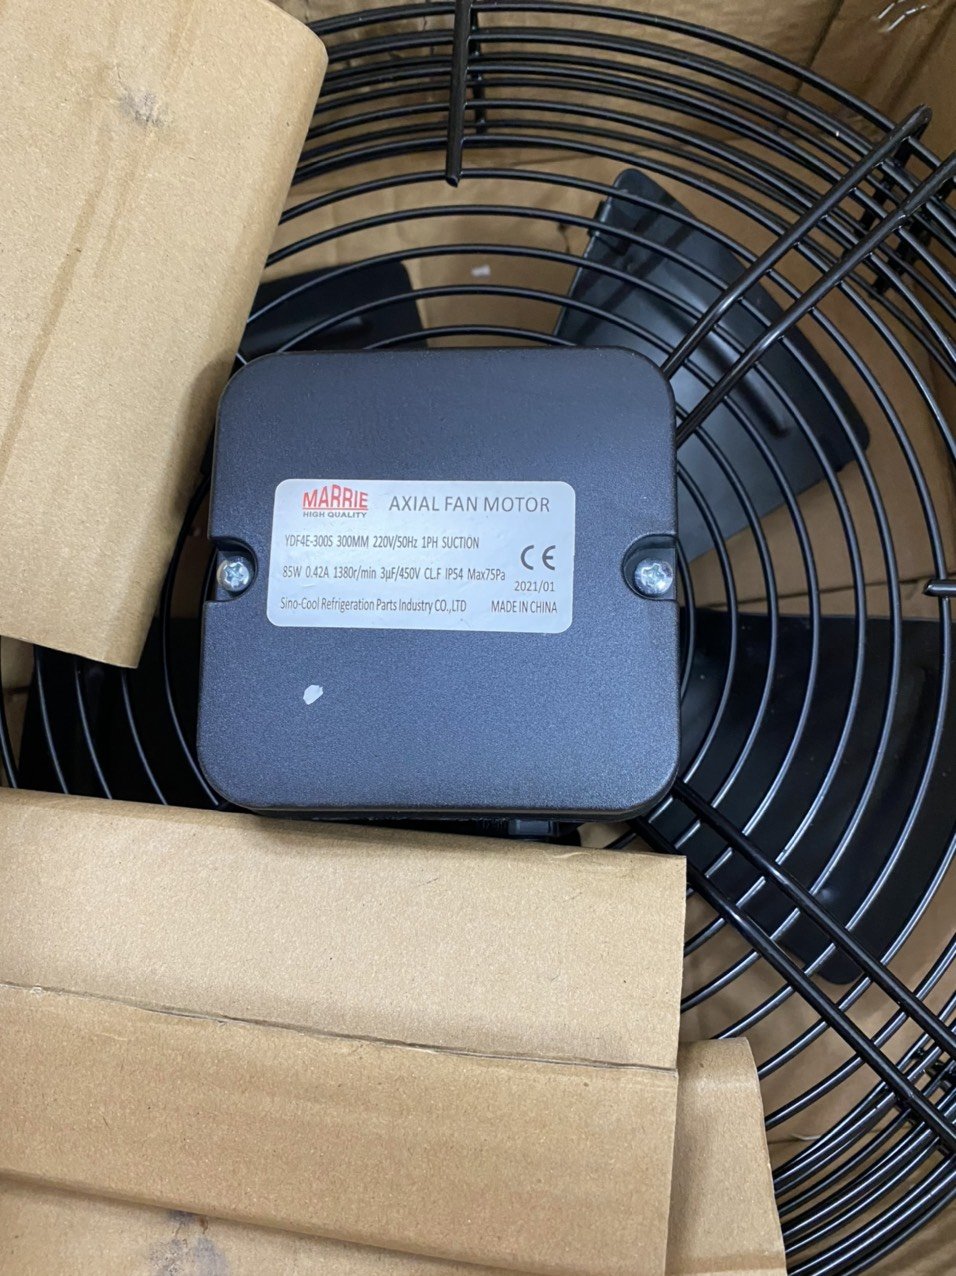 MARRIE
HIGH QUALITY
AXIAL FAN MOTOR
YDF4E-300S 300MM 220V/50Hz 1PH SUCTION
85W 0.42A 1380r/min 3μF/450V CL.F IP54 Max75Pa
CE
2021/01
Sino-Cool Refrigeration Parts Industry CO.,LTD MADE IN CHINA